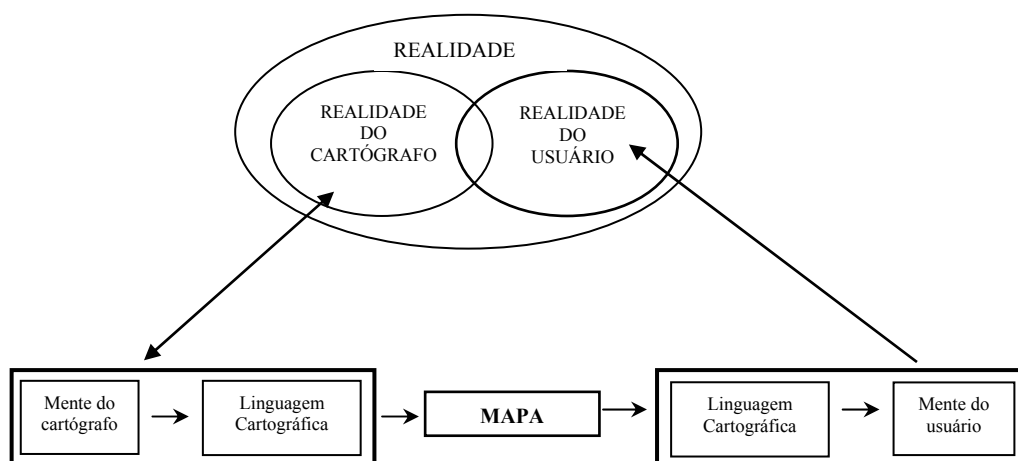 REALIDADE
REALIDADE
DO
CARTÓGRAFO
REALIDADE
DO
USUÁRIO
Mente do
cartógrafo
Linguagem
Cartográfica
MAPA
Linguagem
Cartográfica
Mente do
usuário